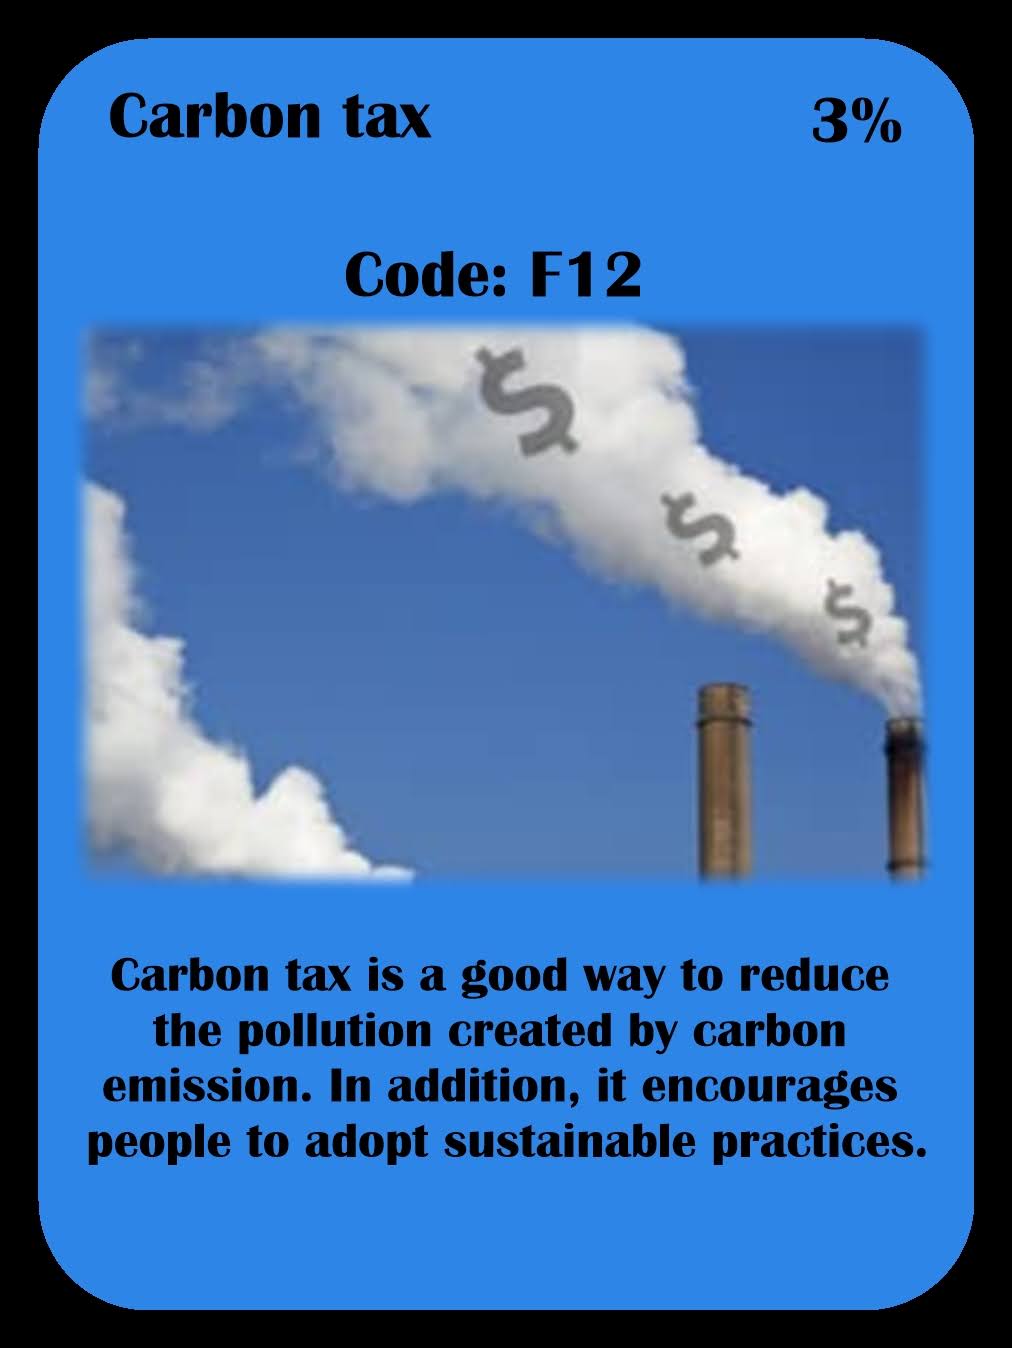 Carbon tax 3%
Code: F12
$
$
$
Carbon tax is a good way to reduce
the pollution created by carbon
emission. In addition, it encourages
people to adopt sustainable practices.